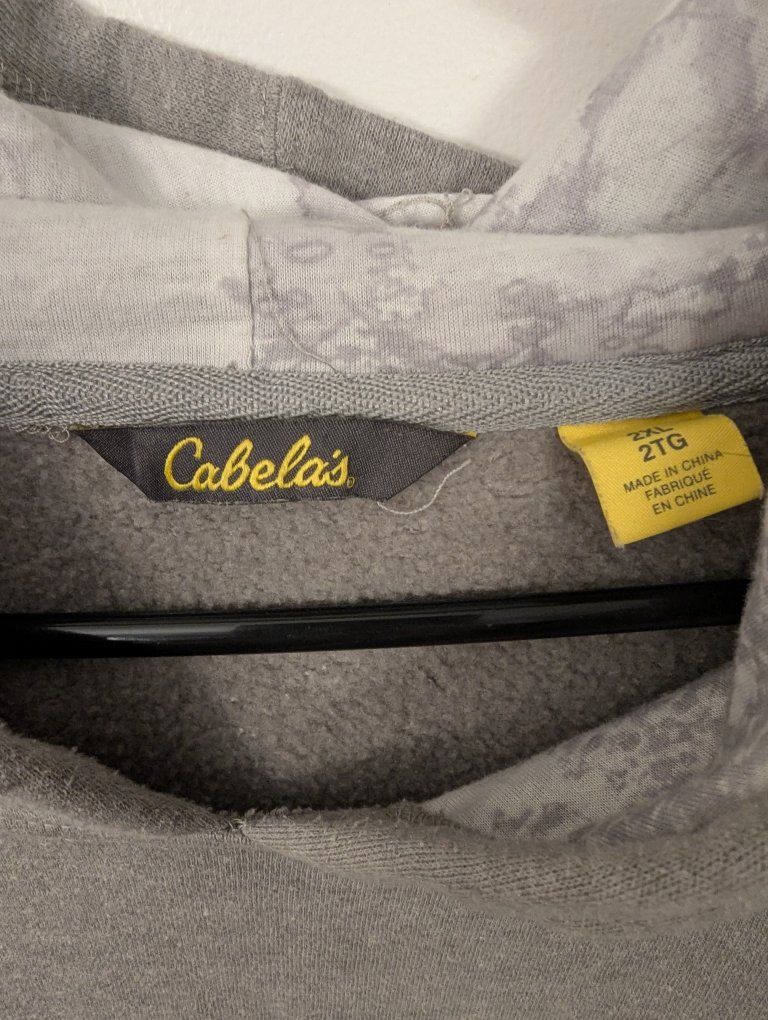 Cabela's®
2XL
2TG
MADE IN CHINA
FABRIQUÉ
EN CHINE